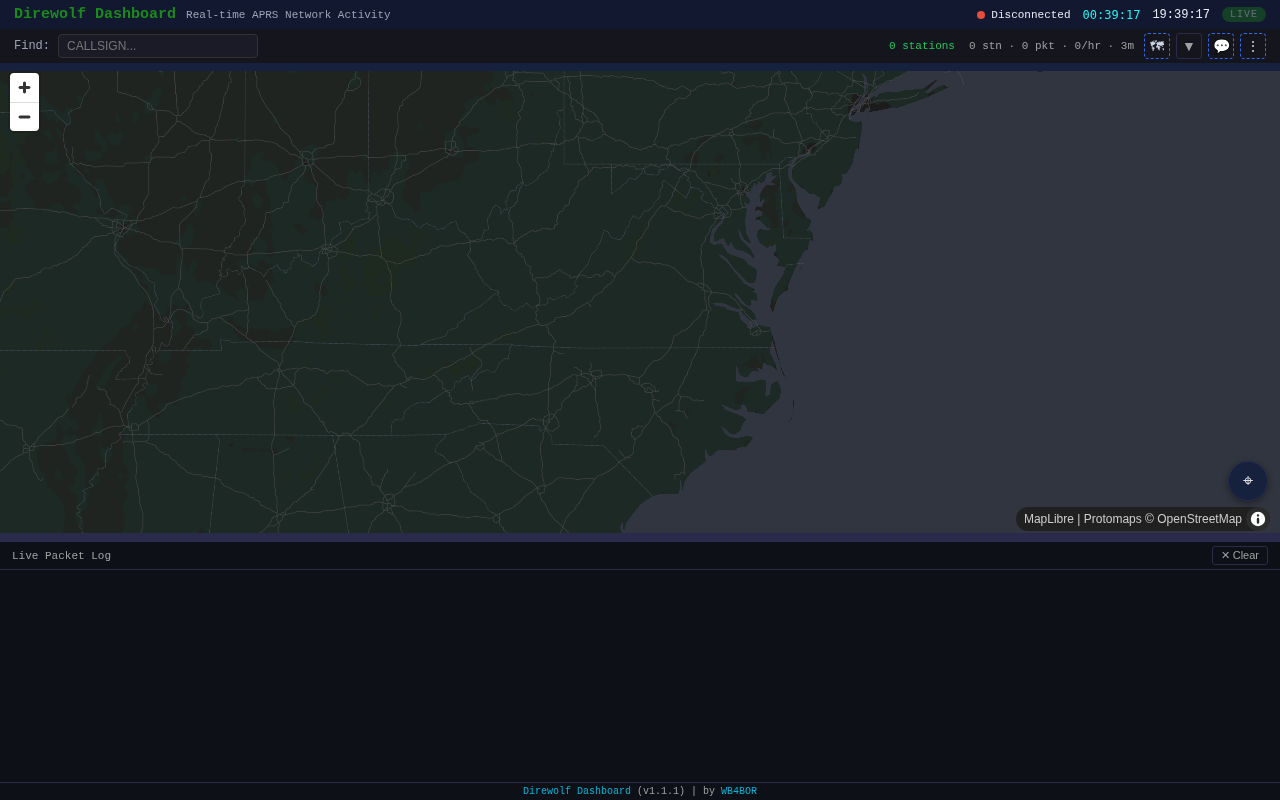 Direwolf Dashboard Real-time APRS Network Activity Disconnected 00:39:17 19:39:17 LIVE
Find: CALLSIGN... 0 stations 0 stn · 0 pkt · 0/hr · 3m
MapLibre | Protomaps © OpenStreetMap
Live Packet Log ✕ Clear
Direwolf Dashboard (v1.1.1) | by WB4BOR